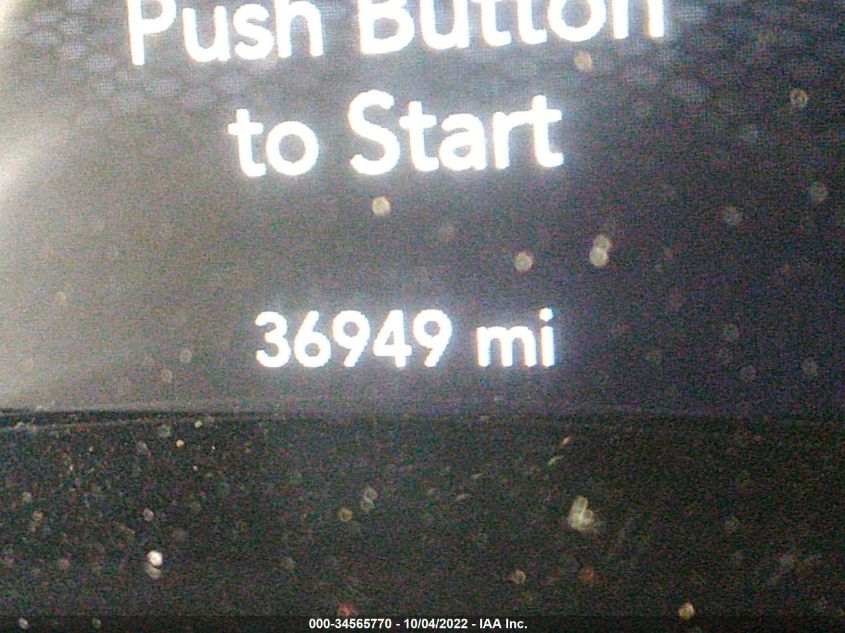 Push Button
to Start
36949 mi
000-34565770 - 10/04/2022 - IAA Inc.